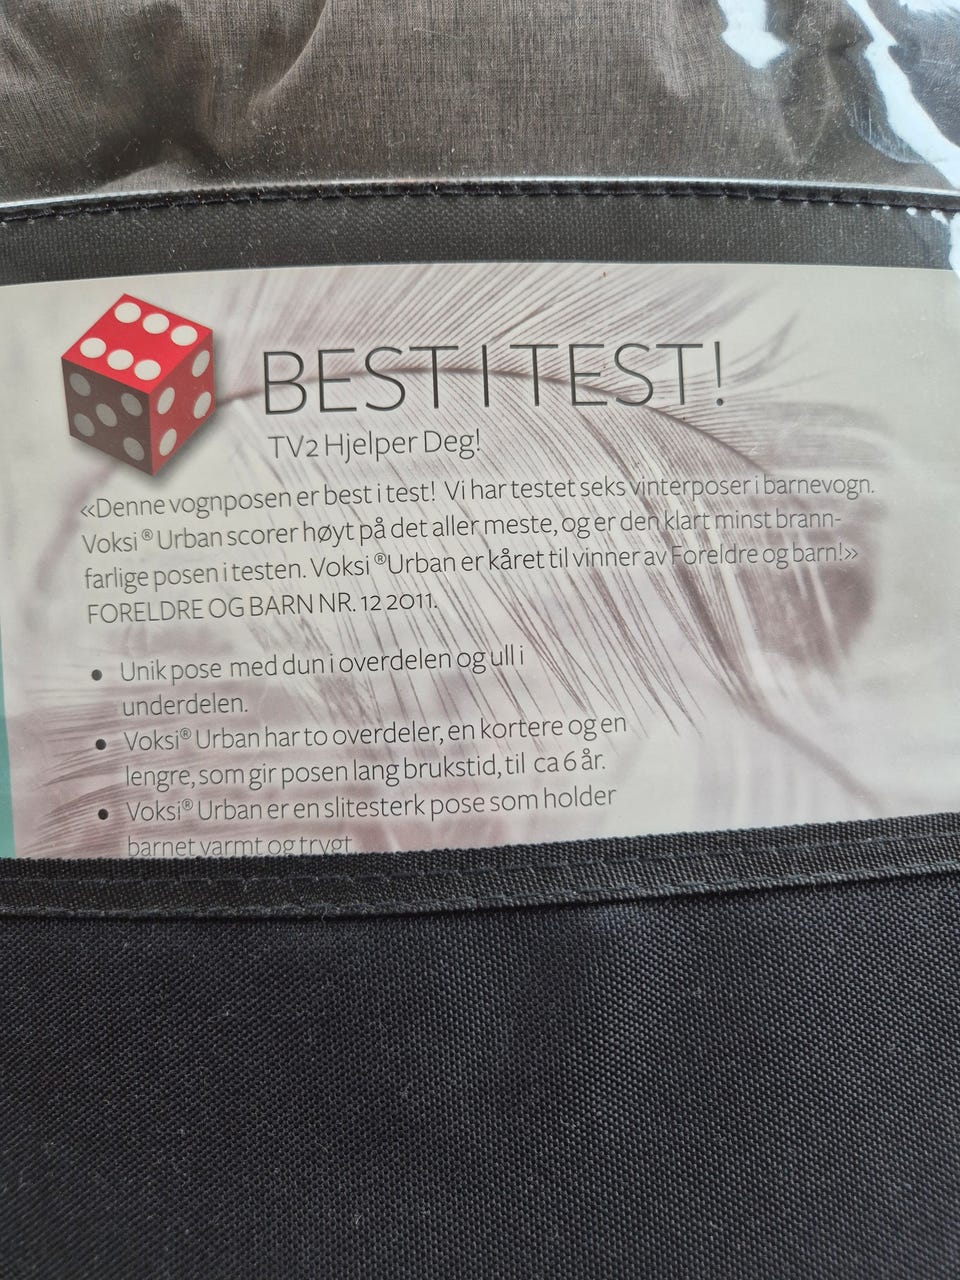 BEST I TEST!
TV2 Hjelper Deg!
«Denne vognposen er best i test! Vi har testet seks vinterposer i barnevogn.
Voksi® Urban scorer høyt på det aller meste, og er den klart minst brann-
farlige posen i testen. Voksi® Urban er kåret til vinner av Foreldre og barn!»
FORELDRE OG BARN NR. 12 2011.
• Unik pose med dun i overdelen og ull i
underdelen.
• Voksi® Urban har to overdeler, en kortere og en
lengre, som gir posen lang brukstid, til ca 6 år.
• Voksi® Urban er en slitesterk pose som holder
barnet varmt og trygt